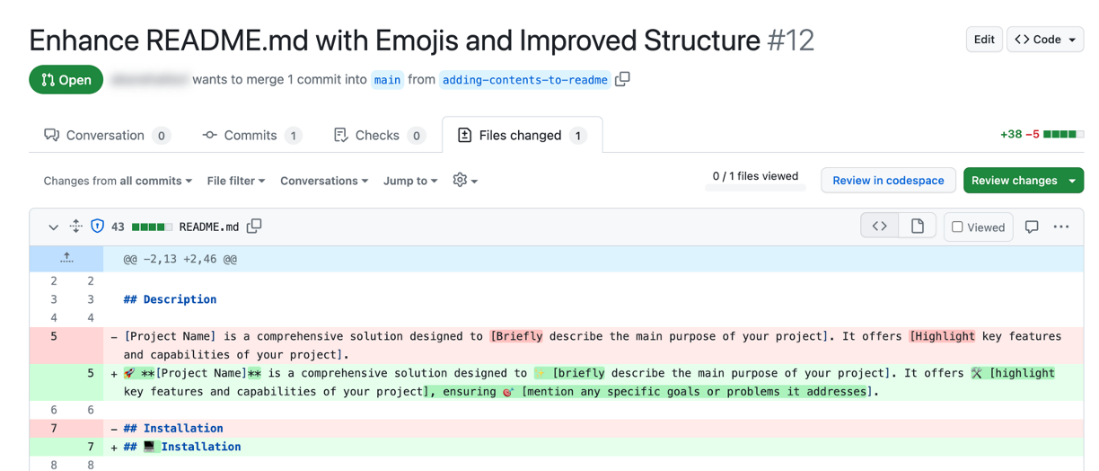 Enhance README.md with Emojis and Improved Structure #12
Edit
<> Code
Open
wants to merge 1 commit into main from adding-contents-to-readme
Conversation 0
Commits 1
Checks 0
Files changed 1
+38 −5
Changes from all commits
File filter
Conversations
Jump to
0 / 1 files viewed
Review in codespace
Review changes
43
README.md
Viewed
@@ -2,13 +2,46 @@
2 2
3 3 ## Description
4 4
5 - [Project Name] is a comprehensive solution designed to [Briefly describe the main purpose of your project]. It offers [Highlight key features
and capabilities of your project].
5 + 🚀 **[Project Name]** is a comprehensive solution designed to 🌟 [briefly describe the main purpose of your project]. It offers 🛠 [highlight
key features and capabilities of your project], ensuring 🎯 [mention any specific goals or problems it addresses].
6 6
7 - ## Installation
7 + ## 💻 Installation
8 8